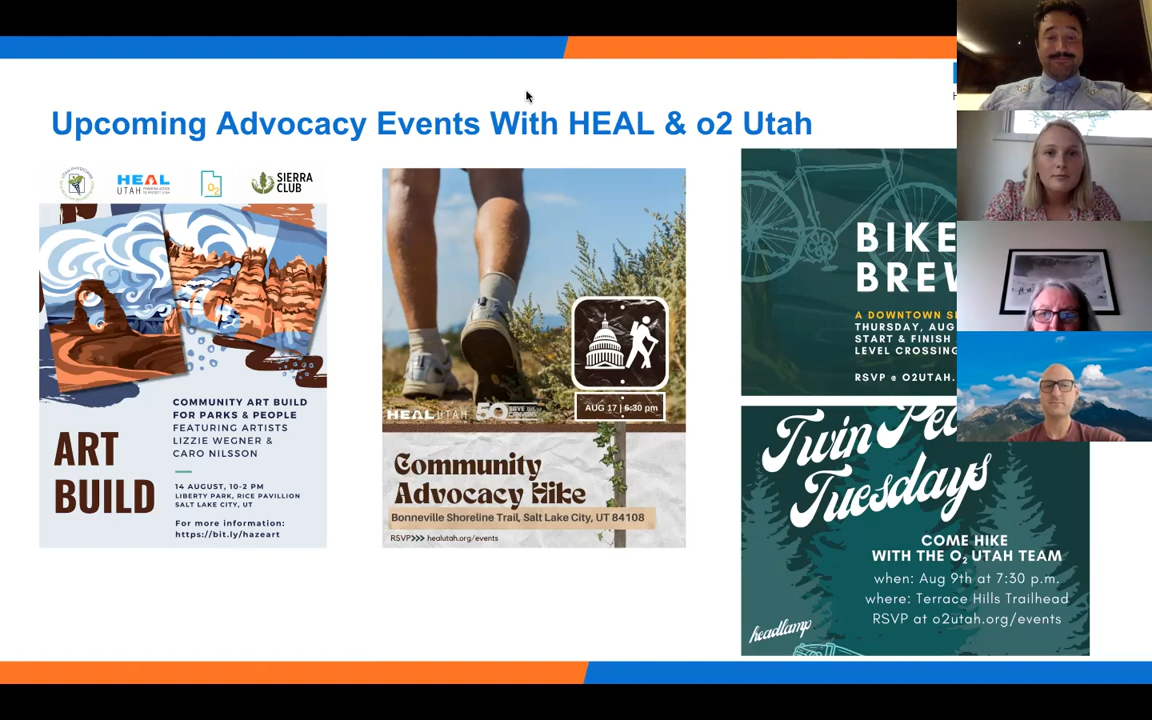 Upcoming Advocacy Events With HEAL & o2 Utah
HEAL
UTAH
O2
SIERRA
CLUB
COMMUNITY ART BUILD
FOR PARKS & PEOPLE
FEATURING ARTISTS
LIZZIE WEGNER &
CARO NILSSON
ART
BUILD
14 AUGUST, 10-2 PM
LIBERTY PARK, RICE PAVILLION
SALT LAKE CITY, UT
For more information:
https://bit.ly/hazeart
HEAL UTAH
50
AUG 17 | 6:30 pm
Community
Advocacy Hike
Bonneville Shoreline Trail, Salt Lake City, UT 84108
RSVP>>> healutah.org/events
BIKE
BREW
A DOWNTOWN S
THURSDAY, AUG
START & FINISH
LEVEL CROSSING
RSVP @ O2UTAH.
Twin Pea
Tuesdays
COME HIKE
WITH THE O₂ UTAH TEAM
when: Aug 9th at 7:30 p.m.
where: Terrace Hills Trailhead
RSVP at o2utah.org/events
headlamp